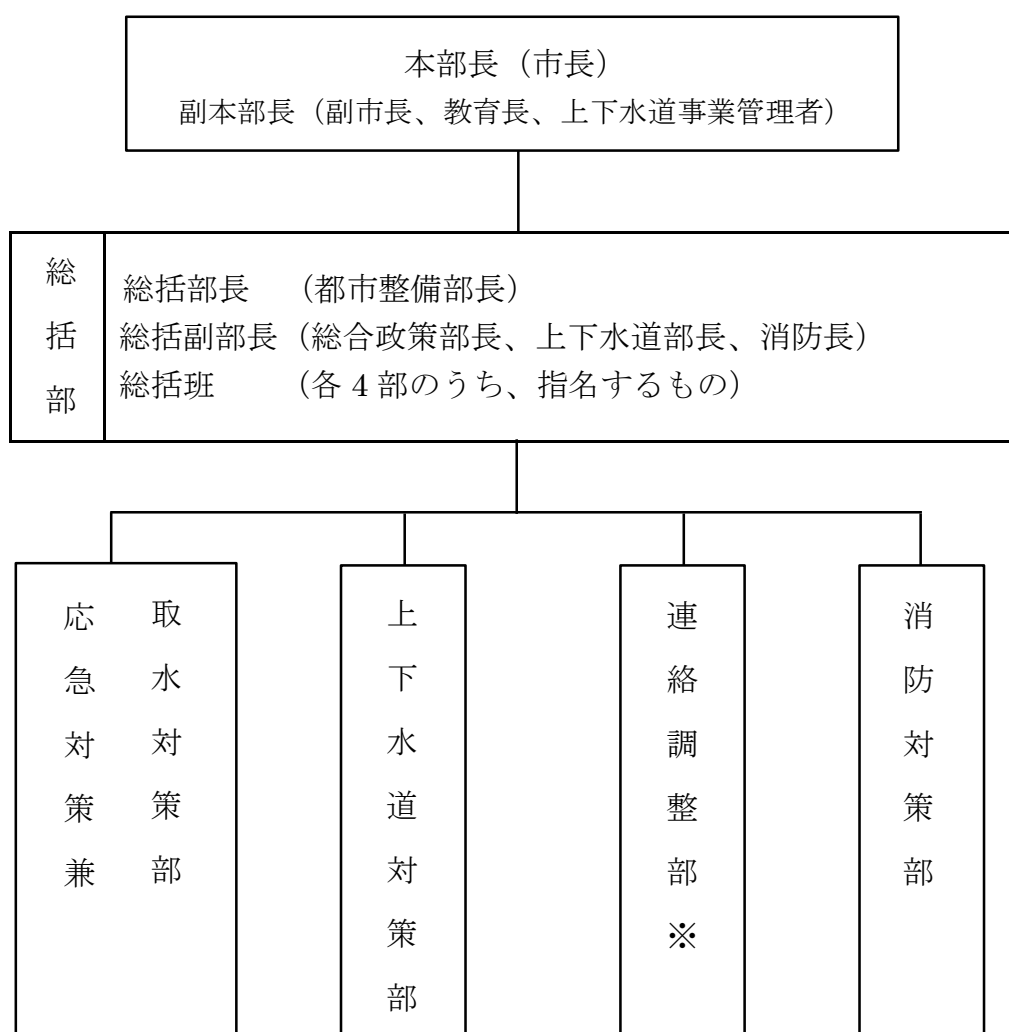 本部長（市長）
副本部長（副市長、教育長、上下水道事業管理者）
総括部
総括部長　（都市整備部長）
総括副部長（総合政策部長、上下水道部長、消防長）
総括班　　（各4部のうち、指名するもの）
取水対策部
応急対策兼
上下水道対策部
連絡調整部※
消防対策部